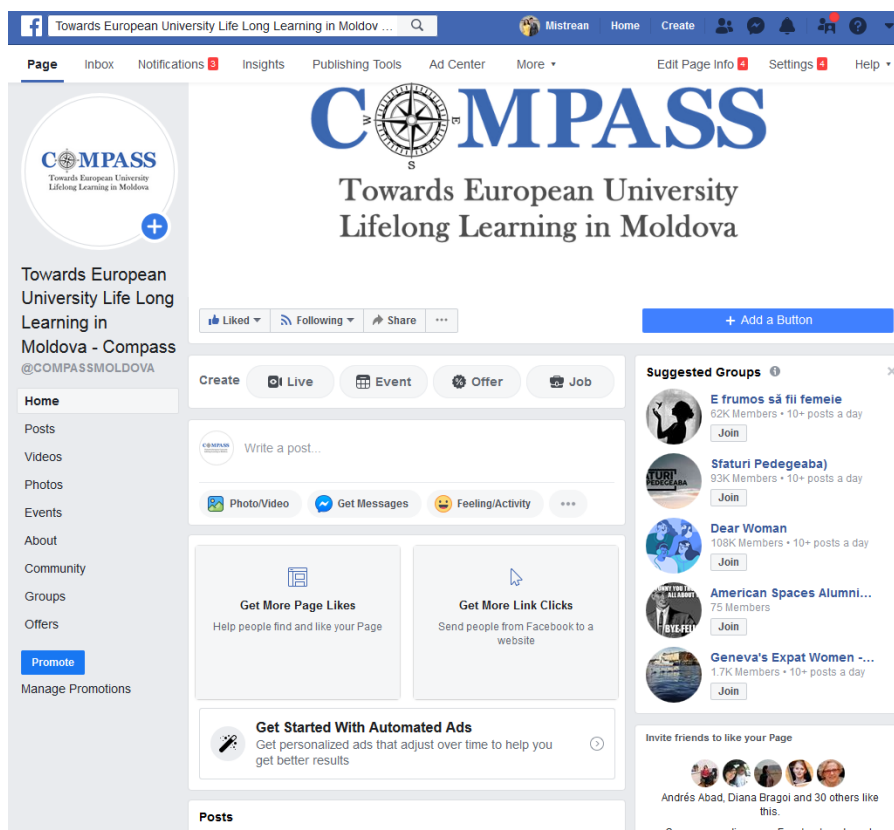 Towards European University Life Long Learning in Moldov ...
Mistrean Home Create
Page Inbox Notifications 3 Insights Publishing Tools Ad Center More Edit Page Info 4 Settings 4 Help
COMPASS
Towards European University
Lifelong Learning in Moldova
COMPASS
W E
S
Towards European University
Lifelong Learning in Moldova
Towards European
University Life Long
Learning in
Moldova - Compass
@COMPASSMOLDOVA
Home
Posts
Videos
Photos
Events
About
Community
Groups
Offers
Promote
Manage Promotions
Liked Following Share ...
+ Add a Button
Create Live Event Offer Job
COMPASS
Write a post...
Photo/Video Get Messages Feeling/Activity ...
Get More Page Likes
Help people find and like your Page
Get More Link Clicks
Send people from Facebook to a
website
Get Started With Automated Ads
Get personalized ads that adjust over time to help you
get better results
Posts
Suggested Groups
E frumos să fii femeie
62K Members • 10+ posts a day
Join
Sfaturi Pedegeaba)
93K Members • 10+ posts a day
Join
Dear Woman
108K Members • 10+ posts a day
Join
American Spaces Alumni...
75 Members
Join
Geneva's Expat Women -...
1.7K Members • 10+ posts a day
Join
Invite friends to like your Page
Andrés Abad, Diana Bragoi and 30 others like
this.